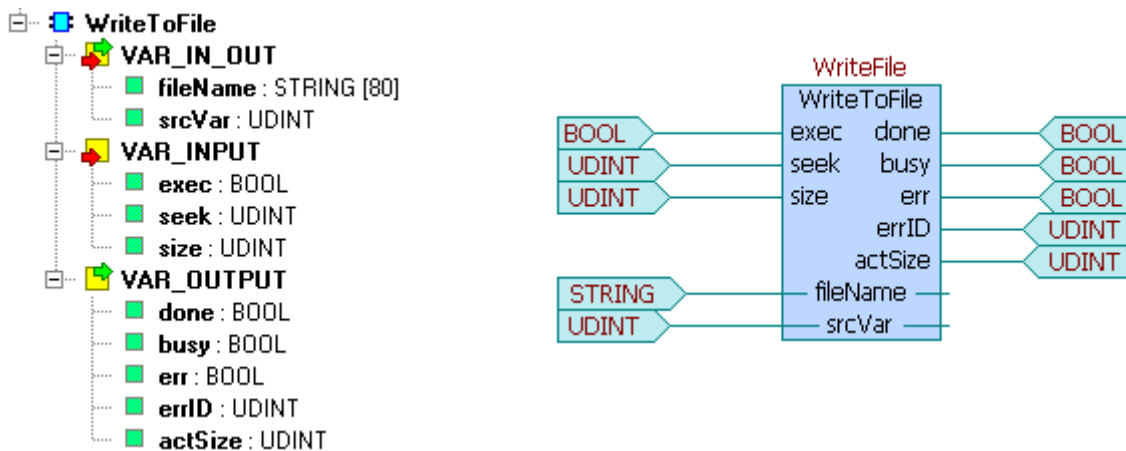 WriteToFile
VAR_IN_OUT
fileName : STRING [80]
srcVar : UDINT
VAR_INPUT
exec : BOOL
seek : UDINT
size : UDINT
VAR_OUTPUT
done : BOOL
busy : BOOL
err : BOOL
errID : UDINT
actSize : UDINT
WriteFile
WriteToFile
BOOL exec done BOOL
UDINT seek busy BOOL
UDINT size err BOOL
errID UDINT
actSize UDINT
STRING fileName
UDINT srcVar